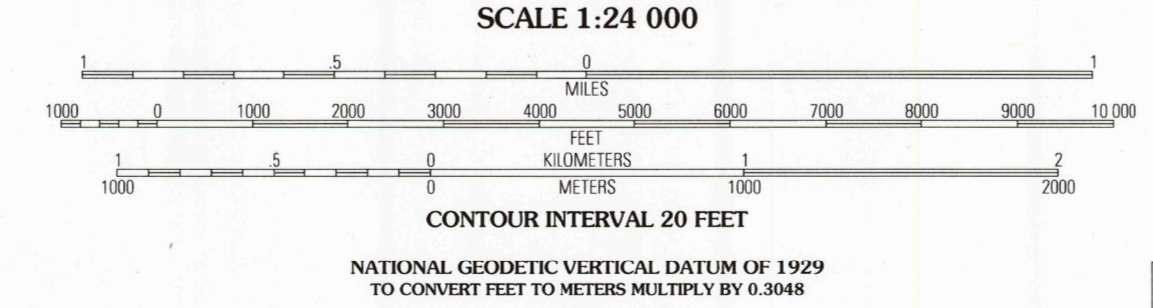 SCALE 1:24 000
1 .5 0 1
MILES
1000 0 1000 2000 3000 4000 5000 6000 7000 8000 9000 10 000
FEET
1 .5 0 KILOMETERS 1 2
1000 0 METERS 1000 2000
CONTOUR INTERVAL 20 FEET
NATIONAL GEODETIC VERTICAL DATUM OF 1929
TO CONVERT FEET TO METERS MULTIPLY BY 0.3048